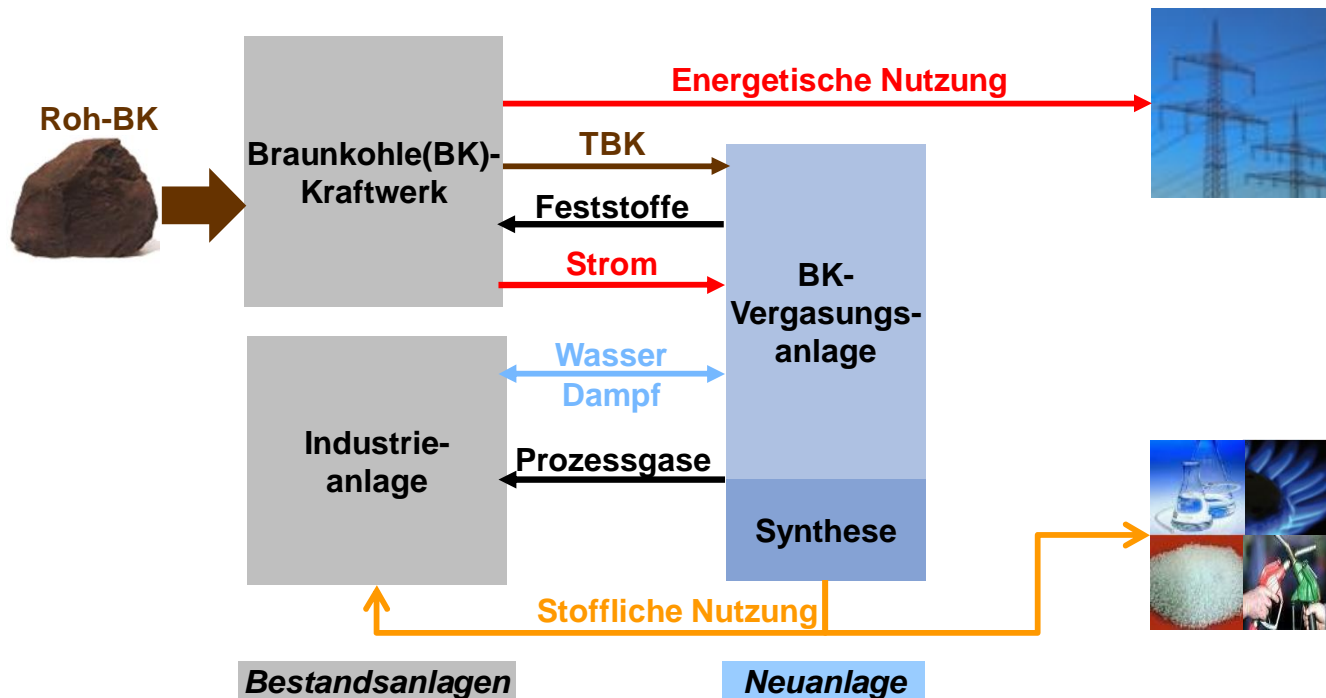 Energetische Nutzung
Roh-BK
Braunkohle(BK)-
Kraftwerk
TBK
Feststoffe
Strom
BK-
Vergasungs-
anlage
Wasser
Dampf
Industrie-
anlage
Prozessgase
Synthese
Stoffliche Nutzung
Bestandsanlagen
Neuanlage